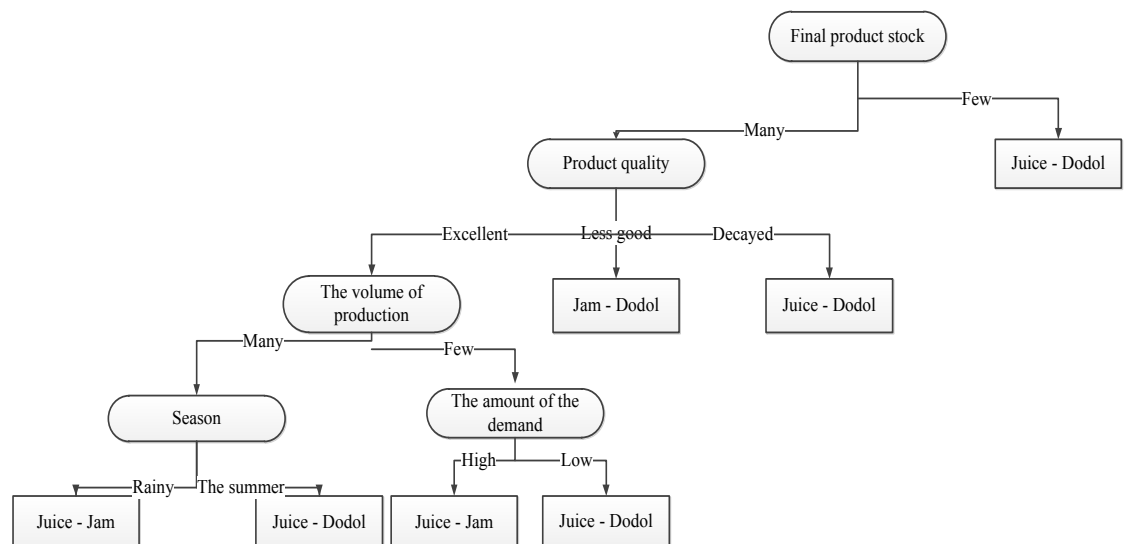 Final product stock
Few
Many
Product quality
Juice - Dodol
Excellent
Less good
Decayed
The volume of
production
Jam - Dodol
Juice - Dodol
Many
Few
Season
The amount of the
demand
High
Low
Rainy
The summer
Juice - Jam
Juice - Dodol
Juice - Jam
Juice - Dodol